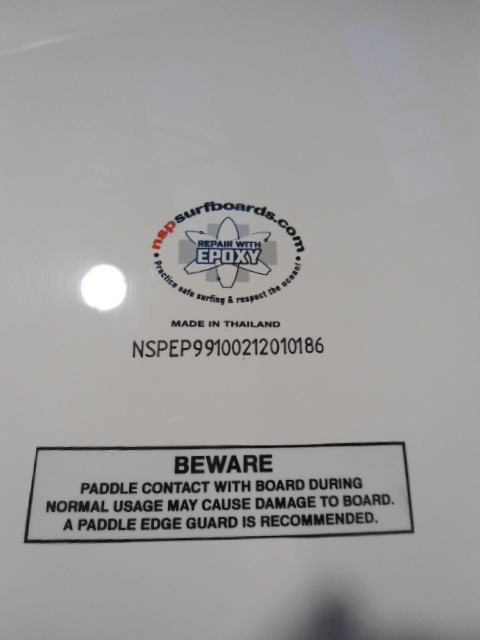 nspsurfboards.com
REPAIR WITH
EPOXY
• Practice safe surfing & respect the ocean! •
MADE IN THAILAND
NSPEP99100212010186
BEWARE
PADDLE CONTACT WITH BOARD DURING
NORMAL USAGE MAY CAUSE DAMAGE TO BOARD.
A PADDLE EDGE GUARD IS RECOMMENDED.